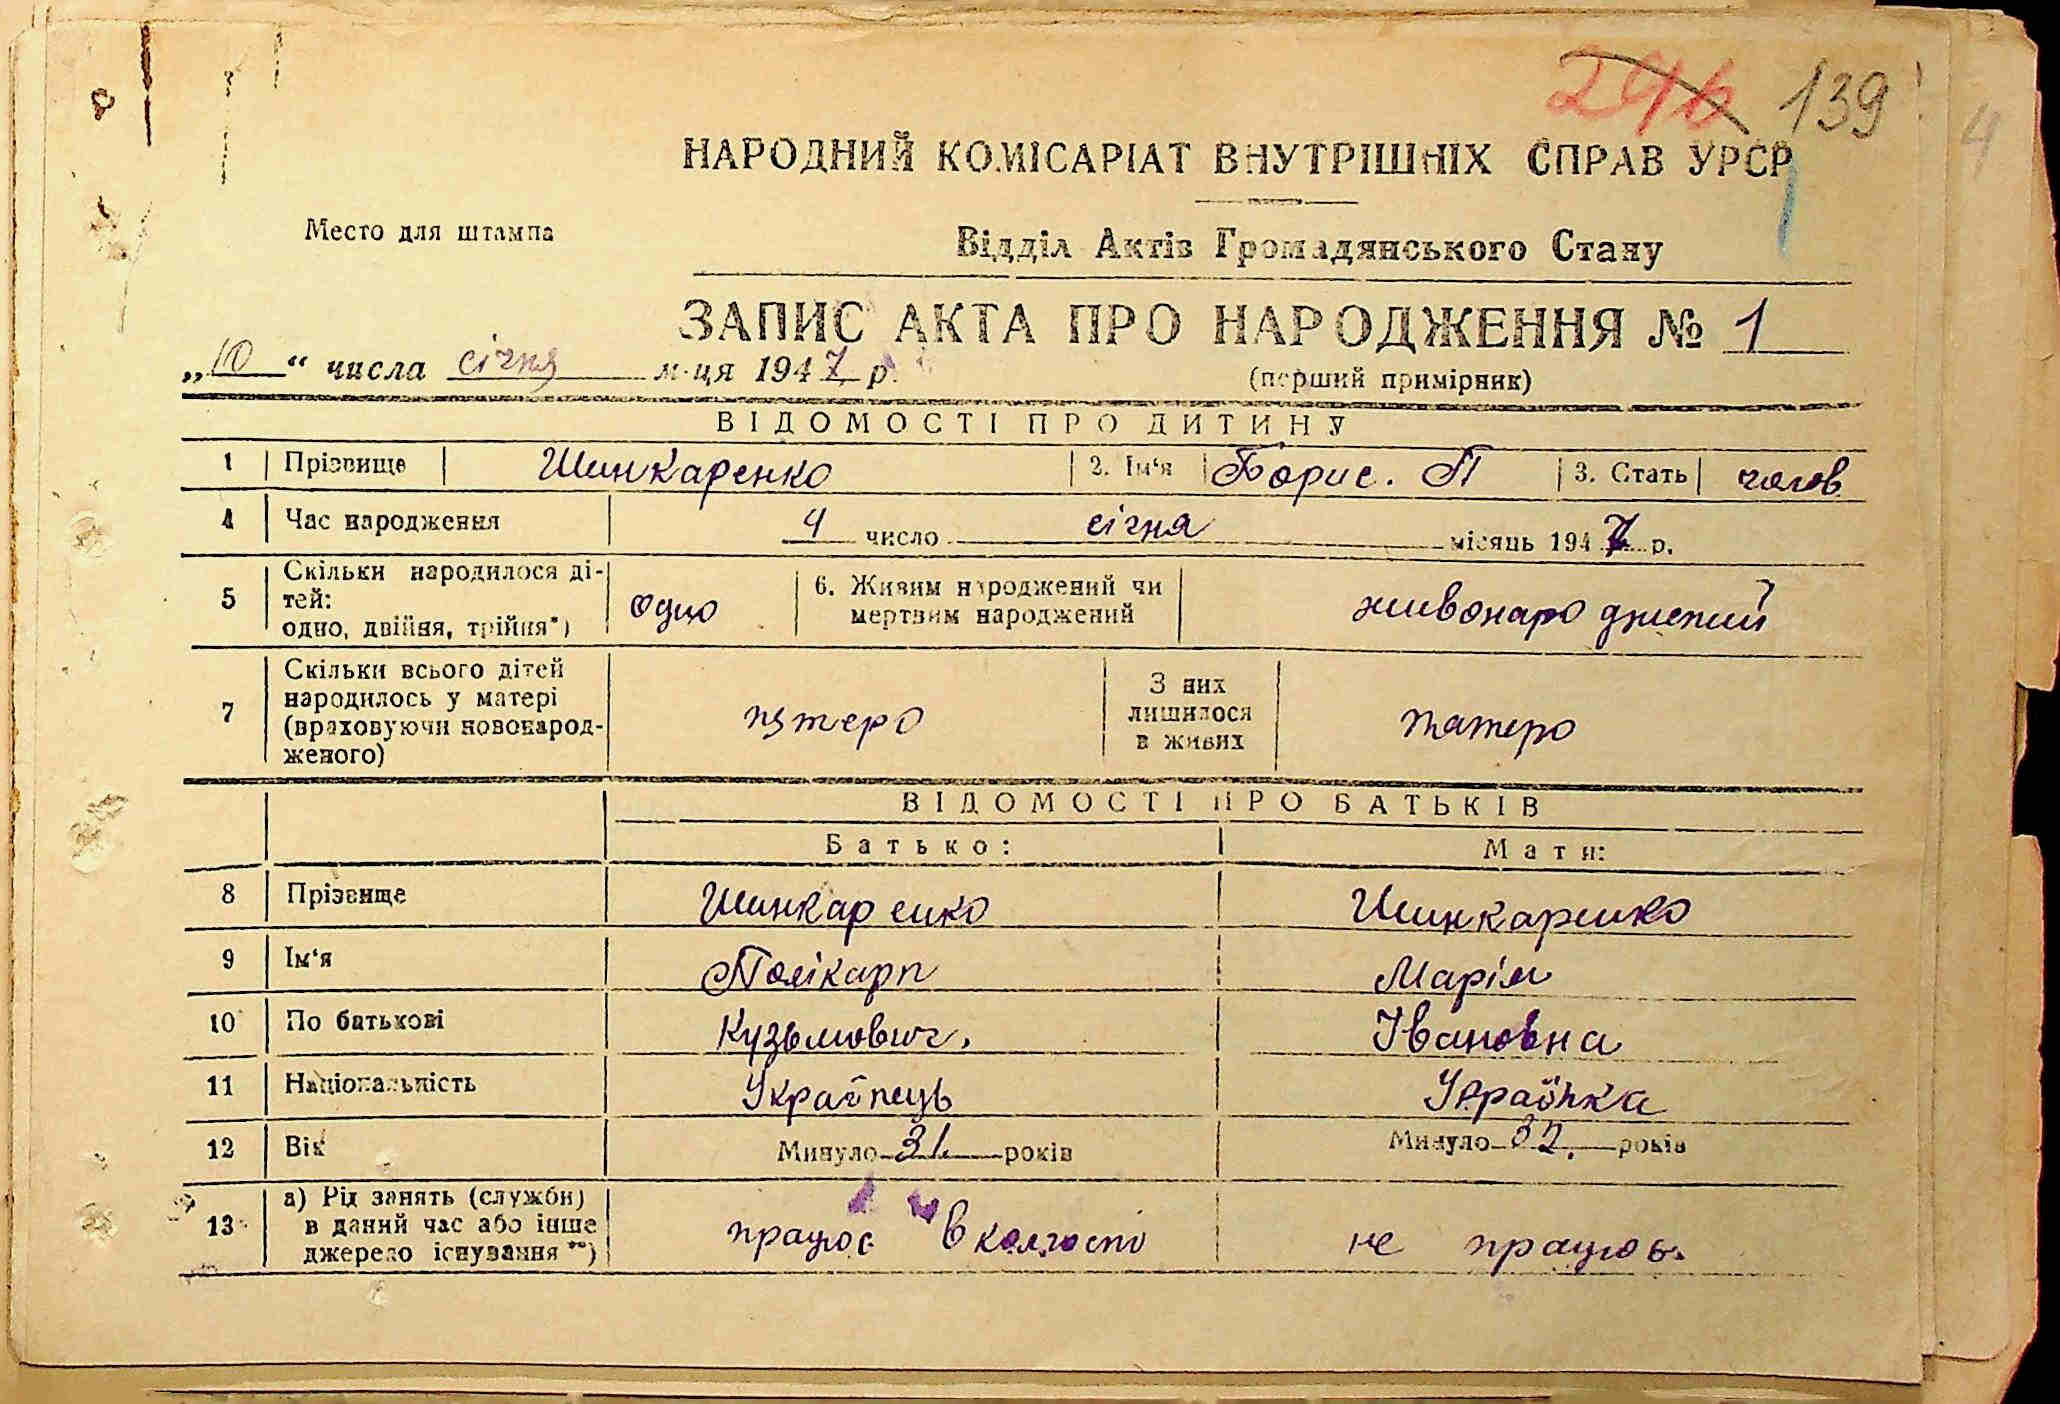 296 139
4
НАРОДНИЙ КОМІСАРІАТ ВНУТРІШНІХ СПРАВ УРСР
Место для штампа
Відділ Актів Громадянського Стану
ЗАПИС АКТА ПРО НАРОДЖЕННЯ № 1
„10“ числа січня м-ця 1947 р.
(перший примірник)
ВІДОМОСТІ ПРО ДИТИНУ
1 Прізвище Шинкаренко 2. Ім‘я Борис. П 3. Стать чолов
4 Час народження 4 число січня місяць 1947 р.
5 Скільки народилося ді-
тей:
одно, двійня, трійня*) одно 6. Живим народжений чи
мертвим народжений живонароджений
7 Скільки всього дітей
народилось у матері
(враховуючи новонарод-
женого) пятеро З них
лишилося
в живих пятеро
ВІДОМОСТІ ПРО БАТЬКІВ
Батько: Мати:
8 Прізвище Шинкаренко Шинкаренко
9 Ім‘я Полікарп Марія
10 По батькові Кузьмович. Івановна
11 Національність Українець Українка
12 Вік Минуло 31. років Минуло 32. років
13 а) Рід занять (служби)
в даний час або інше
джерело існування **) працює в колгоспі не працює.